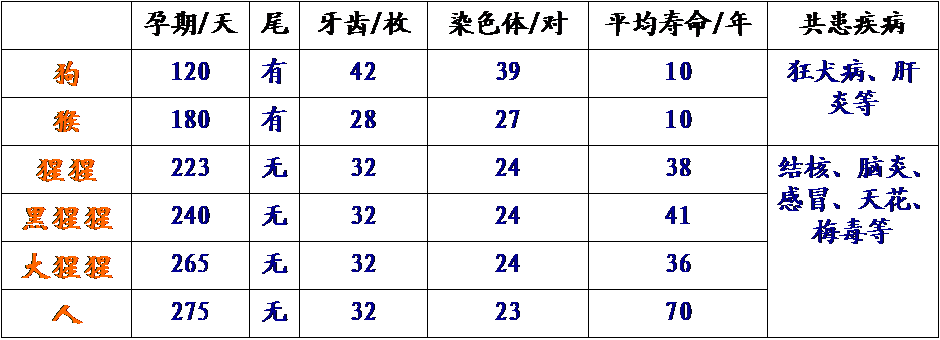 孕期/天 尾 牙齿/枚 染色体/对 平均寿命/年 共患疾病
狗 120 有 42 39 10 狂犬病、肝
炎等
猴 180 有 28 27 10
猩猩 223 无 32 24 38 结核、脑炎、
感冒、天花、
梅毒等
黑猩猩 240 无 32 24 41
大猩猩 265 无 32 24 36
人 275 无 32 23 70